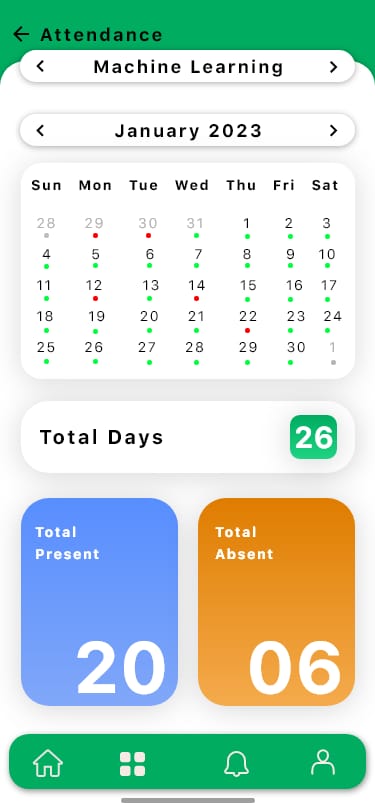 Attendance
Machine Learning
January 2023
Sun Mon Tue Wed Thu Fri Sat
28 29 30 31 1 2 3
4 5 6 7 8 9 10
11 12 13 14 15 16 17
18 19 20 21 22 23 24
25 26 27 28 29 30 1
Total Days 26
Total
Present
20
Total
Absent
06